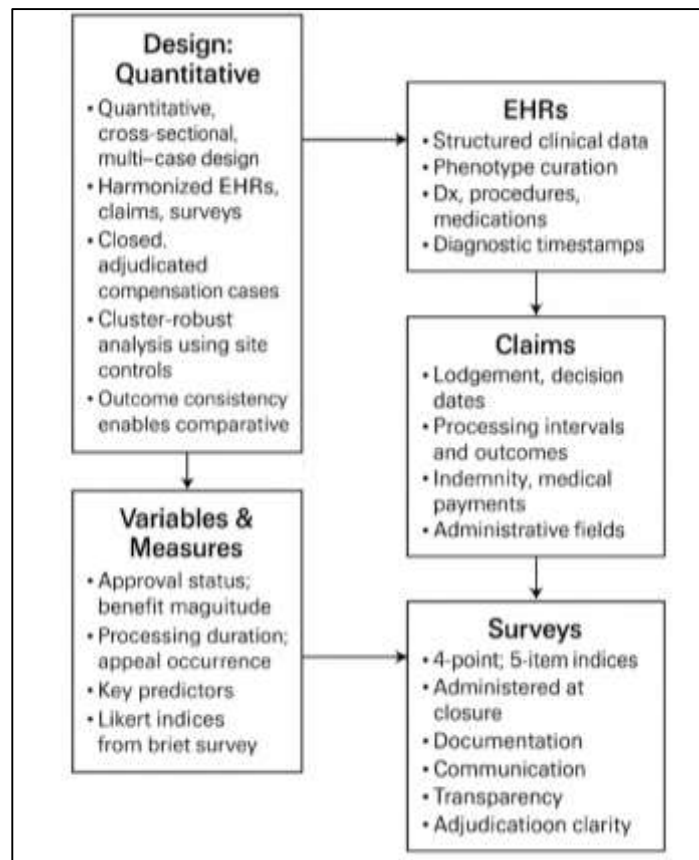 Design:
Quantitative
• Quantitative,
cross-sectional,
multi–case design
• Harmonized EHRs,
claims, surveys
• Closed,
adjudicated
compensation cases
• Cluster-robust
analysis using site
controls
• Outcome consistency
enables comparative
Variables &
Measures
• Approval status;
benefit maguitude
• Processing duration;
appeal occurrence
• Key predictors
• Likert indices
from briet survey
EHRs
• Structured clinical data
• Phenotype curation
• Dx, procedures,
medications
• Diagnostic timestamps
Claims
• Lodgement, decision
dates
• Processing intervals
and outcomes
• Indemnity, medical
payments
• Administrative fields
Surveys
• 4-point; 5-item indices
• Administered at
closure
• Documentation
• Communication
• Transparency
• Adjudicatioon clarity